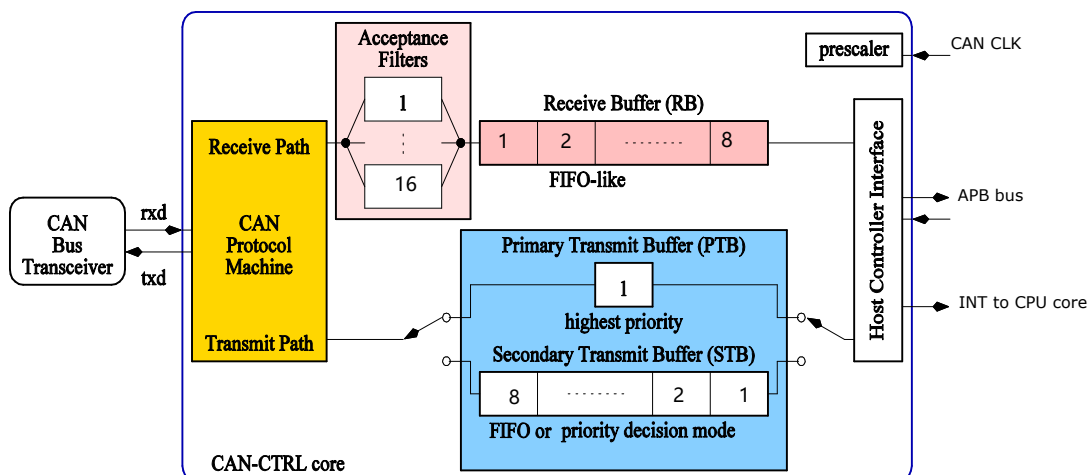 Acceptance
Filters
1
16
prescaler
CAN CLK
Receive Buffer (RB)
1 2 ........ 8
FIFO-like
Receive Path
CAN
Protocol
Machine
Transmit Path
CAN
Bus
Transceiver
rxd
txd
Host Controller Interface
APB bus
INT to CPU core
Primary Transmit Buffer (PTB)
1
highest priority
Secondary Transmit Buffer (STB)
8 ........ 2 1
FIFO or priority decision mode
CAN-CTRL core